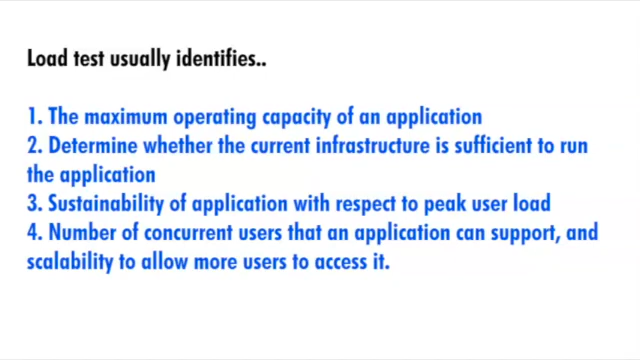 Load test usually identifies..
1. The maximum operating capacity of an application
2. Determine whether the current infrastructure is sufficient to run
the application
3. Sustainability of application with respect to peak user load
4. Number of concurrent users that an application can support, and
scalability to allow more users to access it.